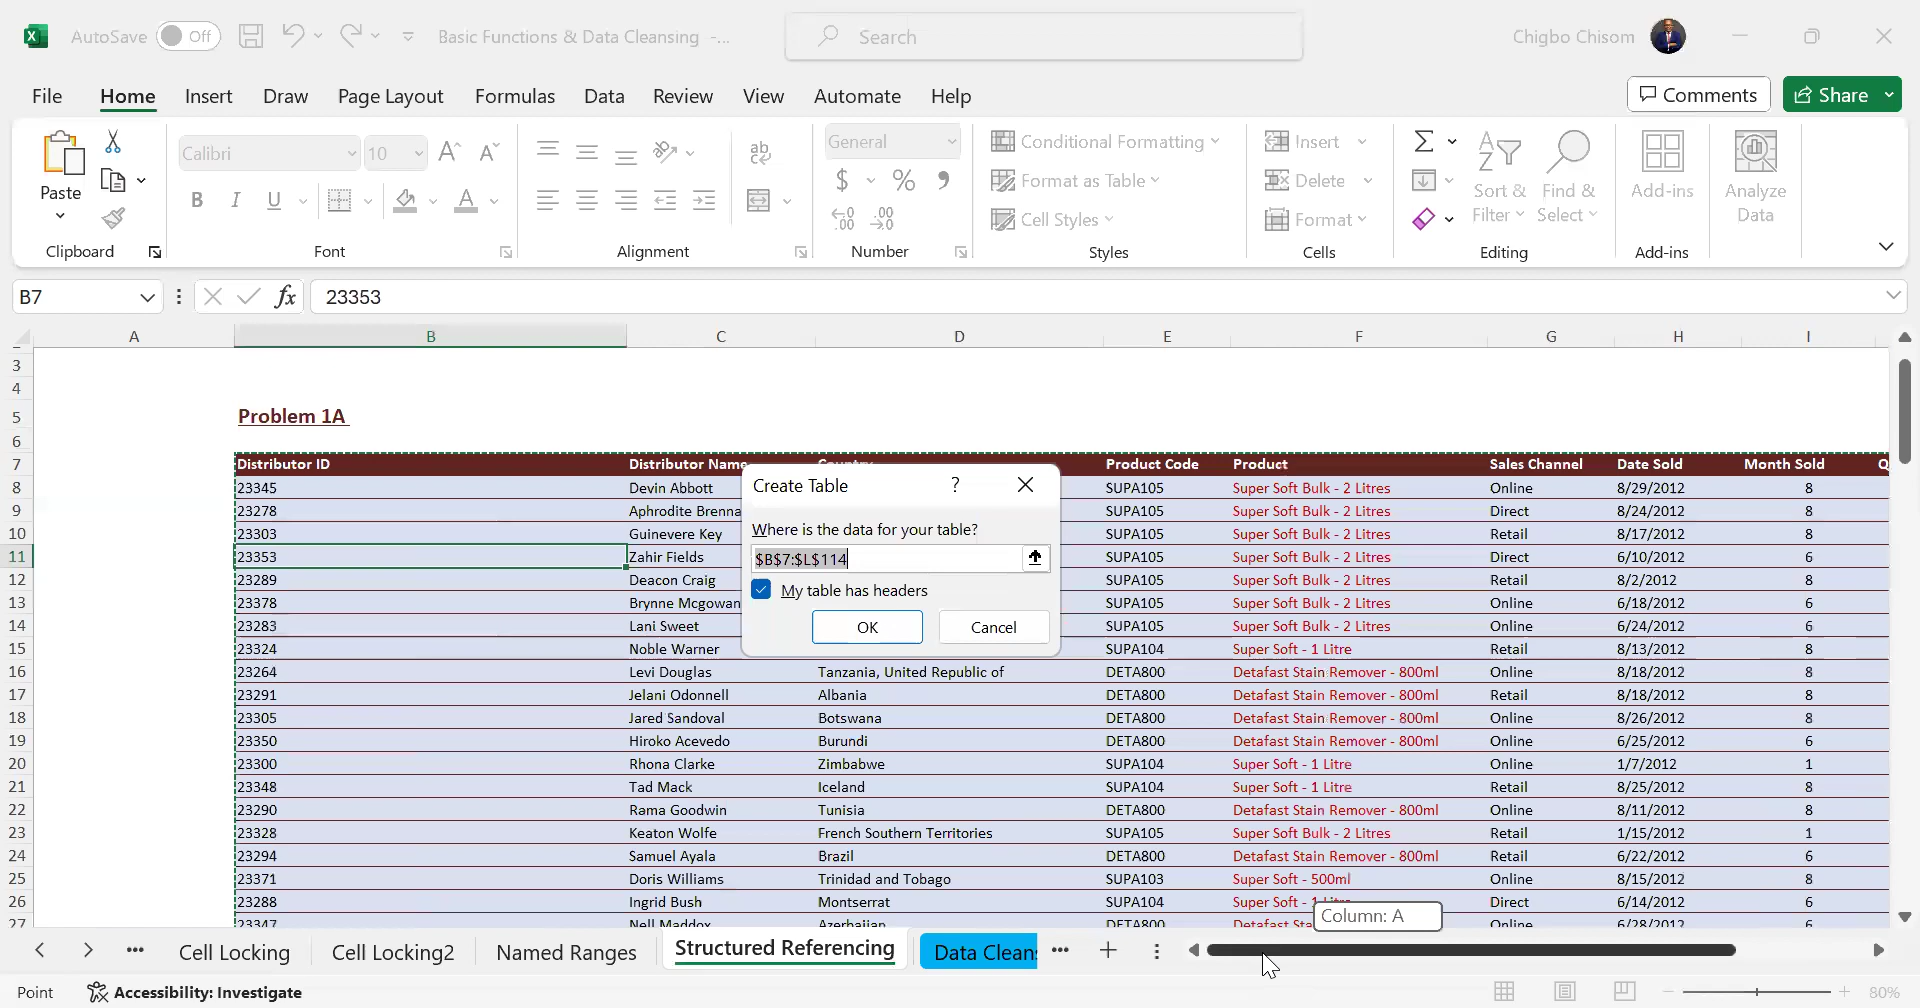 AutoSave Off Basic Functions & Data Cleansing -... Search Chigbo Chisom
File Home Insert Draw Page Layout Formulas Data Review View Automate Help Comments Share
Paste Calibri 10 General Conditional Formatting Insert
Format as Table Delete Sort & Filter Find & Select Add-ins Analyze Data
B I U Cell Styles Format
Clipboard Font Alignment Number Styles Cells Editing Add-ins
B7 fx 23353
A B C D E F G H I
3
4
5 Problem 1A
6
7 Distributor ID Distributor Name Country Product Code Product Sales Channel Date Sold Month Sold Q
8 23345 Devin Abbott SUPA105 Super Soft Bulk - 2 Litres Online 8/29/2012 8
9 23278 Aphrodite Brenna SUPA105 Super Soft Bulk - 2 Litres Direct 8/24/2012 8
10 23303 Guinevere Key SUPA105 Super Soft Bulk - 2 Litres Retail 8/17/2012 8
11 23353 Zahir Fields SUPA105 Super Soft Bulk - 2 Litres Direct 6/10/2012 6
12 23289 Deacon Craig SUPA105 Super Soft Bulk - 2 Litres Retail 8/2/2012 8
13 23378 Brynne Mcgowan SUPA105 Super Soft Bulk - 2 Litres Online 6/18/2012 6
14 23283 Lani Sweet SUPA105 Super Soft Bulk - 2 Litres Retail 6/24/2012 6
15 23324 Noble Warner SUPA104 Super Soft - 1 Litre Retail 8/13/2012 8
Create Table ?
Where is the data for your table?
$B$7:$L$114
My table has headers
OK Cancel
16 23264 Levi Douglas Tanzania, United Republic of DETA800 Detafast Stain Remover - 800ml Online 8/18/2012 8
17 23291 Jelani Odonnell Albania DETA800 Detafast Stain Remover - 800ml Retail 8/18/2012 8
18 23305 Jared Sandoval Botswana DETA800 Detafast Stain Remover - 800ml Online 8/26/2012 8
19 23350 Hiroko Acevedo Burundi DETA800 Detafast Stain Remover - 800ml Online 6/25/2012 6
20 23300 Rhona Clarke Zimbabwe SUPA104 Super Soft - 1 Litre Online 1/7/2012 1
21 23348 Tad Mack Iceland SUPA104 Super Soft - 1 Litre Retail 8/25/2012 8
22 23290 Rama Goodwin Tunisia DETA800 Detafast Stain Remover - 800ml Online 8/11/2012 8
23 23328 Keaton Wolfe French Southern Territories SUPA105 Super Soft Bulk - 2 Litres Retail 1/15/2012 1
24 23294 Samuel Ayala Brazil DETA800 Detafast Stain Remover - 800ml Retail 6/22/2012 6
25 23371 Doris Williams Trinidad and Tobago SUPA103 Super Soft - 500ml Online 8/15/2012 8
26 23288 Ingrid Bush Montserrat SUPA104 Super Soft - 1 Litre Direct 6/14/2012 6
27 23347 Nell Maddox Azerbaijan DETA800 Detafast Sta Online 6/28/2012 6
Column: A
Cell Locking Cell Locking2 Named Ranges Structured Referencing Data Cleans
Point Accessibility: Investigate 80%